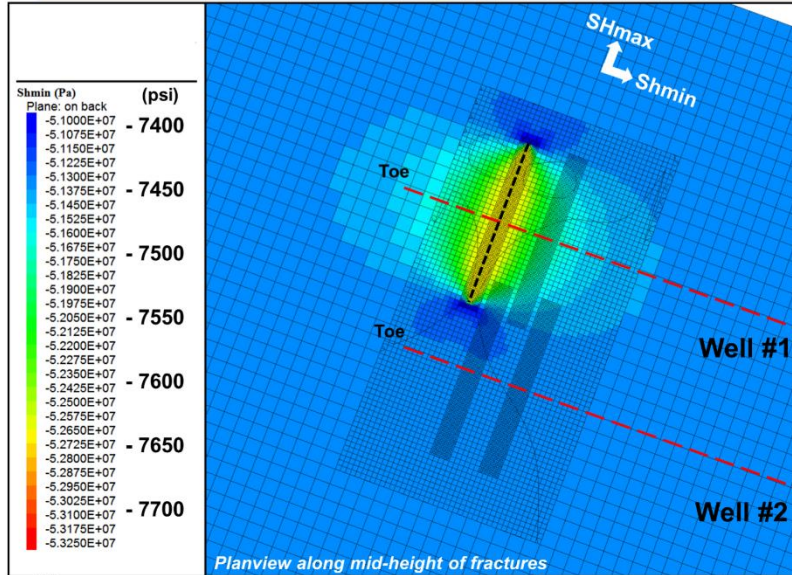 Shmin (Pa)
Plane: on back
(psi)
-5.1000E+07
-5.1075E+07
-5.1150E+07
-5.1225E+07
-5.1300E+07
-5.1375E+07
-5.1450E+07
-5.1525E+07
-5.1600E+07
-5.1675E+07
-5.1750E+07
-5.1825E+07
-5.1900E+07
-5.1975E+07
-5.2050E+07
-5.2125E+07
-5.2200E+07
-5.2275E+07
-5.2350E+07
-5.2425E+07
-5.2500E+07
-5.2575E+07
-5.2650E+07
-5.2725E+07
-5.2800E+07
-5.2875E+07
-5.2950E+07
-5.3025E+07
-5.3100E+07
-5.3175E+07
-5.3250E+07
- 7400
- 7450
- 7500
- 7550
- 7600
- 7650
- 7700
SHmax
Shmin
Toe
Well #1
Toe
Well #2
Planview along mid-height of fractures